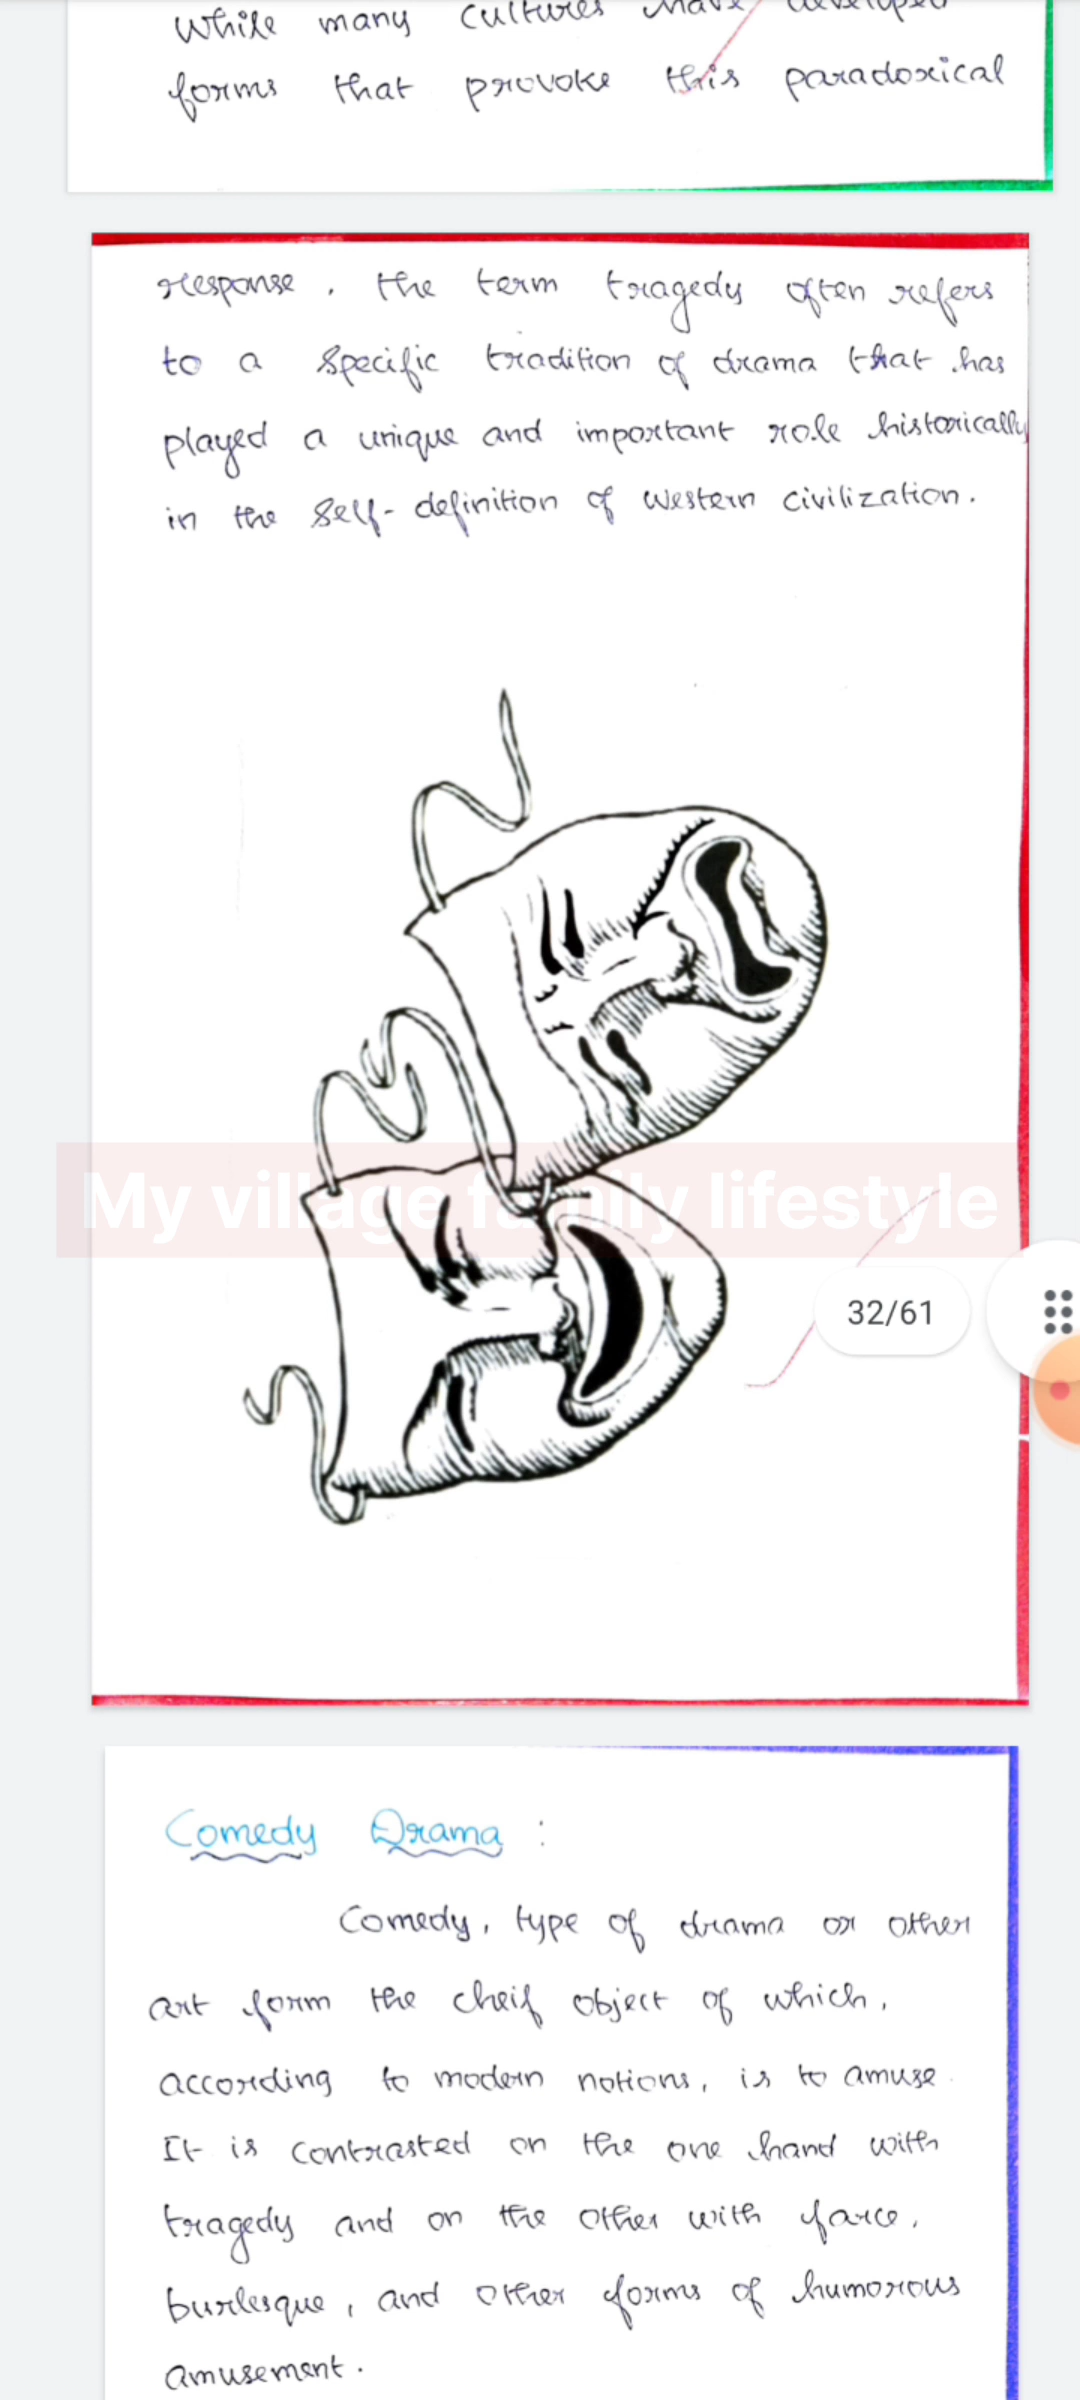 While many cultures have developed
forms that provoke this paradoxical
response, the term tragedy often refers
to a specific tradition of drama that has
played a unique and important role historically
in the self-definition of Western civilization.
My village family lifestyle
32/61
Comedy Drama :
Comedy, type of drama or other
art form the cheif object of which,
according to modern notions, is to amuse.
It is contrasted on the one hand with
tragedy and on the other with farce,
burlesque, and other forms of humorous
amusement.